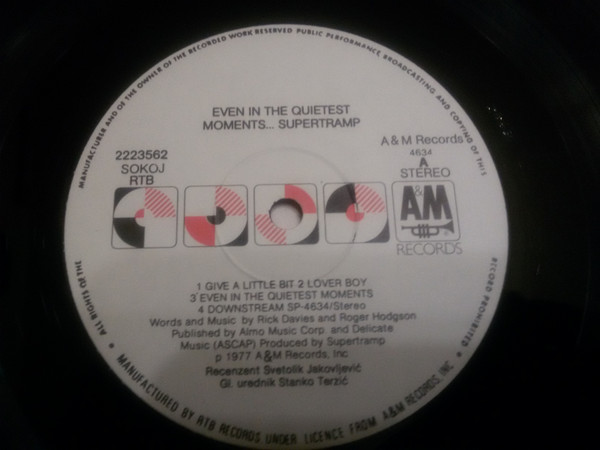 MANUFACTURER AND OF THE OWNER OF THE RECORDED WORK RESERVED PUBLIC PERFORMANCE BROADCASTING AND COPYING OF THIS
RECORD PROHIBITED
ALL RIGHTS OF THE
EVEN IN THE QUIETEST
MOMENTS... SUPERTRAMP
2223562
SOKOJ
RTB
A&M Records
4634
A
STEREO
A&M
RECORDS
1 GIVE A LITTLE BIT 2 LOVER BOY
3 EVEN IN THE QUIETEST MOMENTS
4 DOWNSTREAM SP-4634/Stereo
Words and Music by Rick Davies and Roger Hodgson
Published by Almo Music Corp. and Delicate
Music (ASCAP) Produced by Supertramp
p 1977 A&M Records, Inc
Recenzent Svetolik Jakovljević
Gl. urednik Stanko Terzić
• MANUFACTURED BY RTB RECORDS UNDER LICENCE FROM A&M RECORDS, INC •